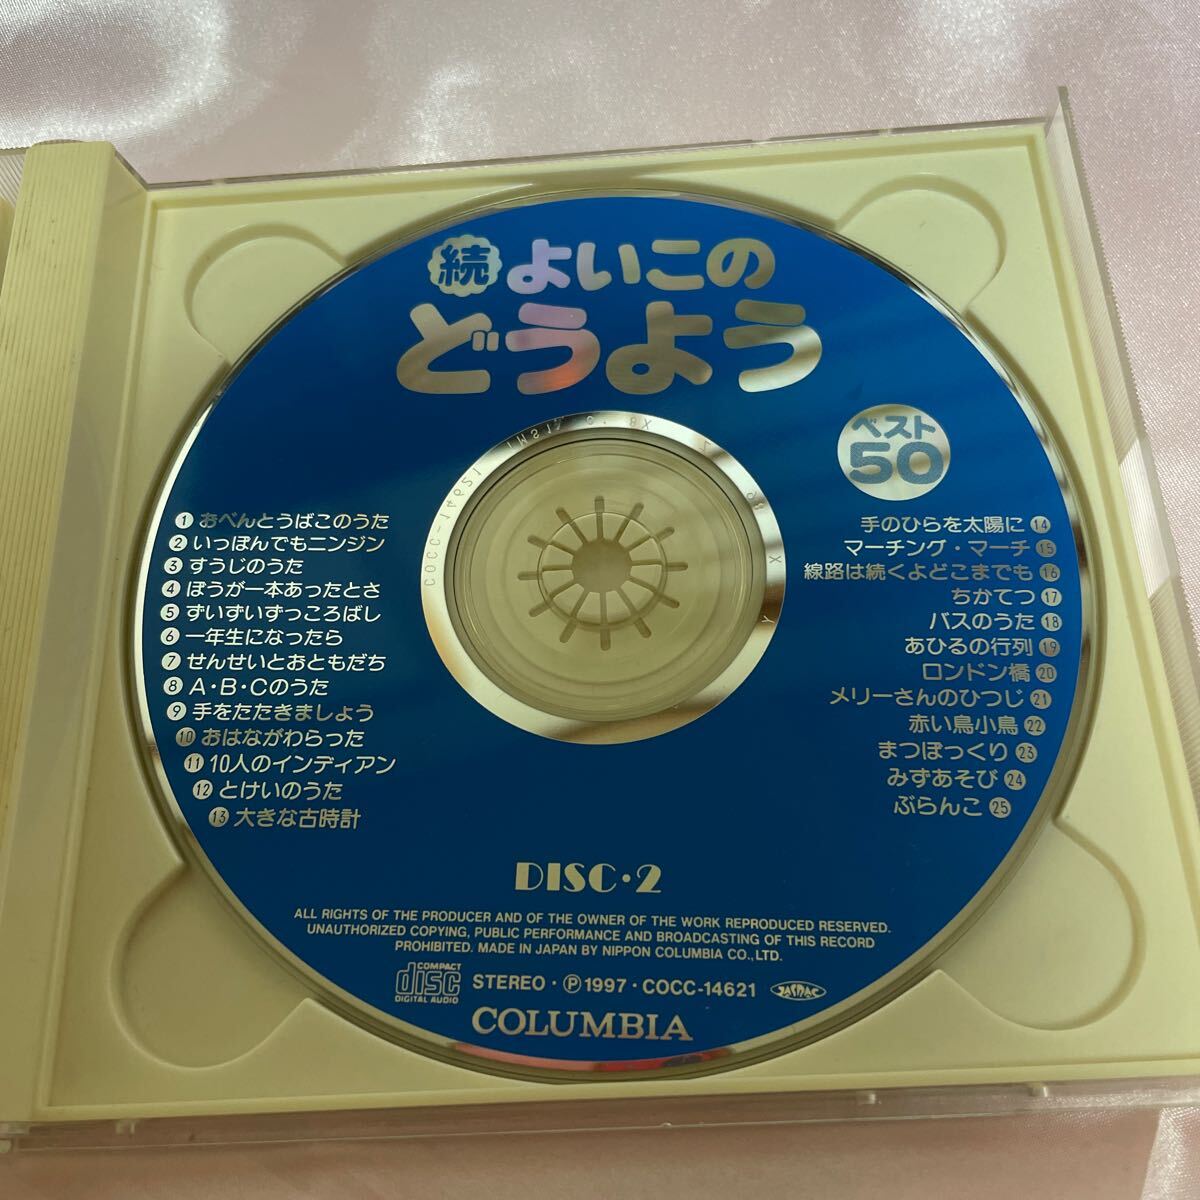 続 よいこの
どうよう
ベスト
50
1 おべんとうばこのうた
2 いっぽんでもニンジン
3 すうじのうた
4 ぼうが一本あったとさ
5 ずいずいずっころばし
6 一年生になったら
7 せんせいとおともだち
8 A・B・Cのうた
9 手をたたきましょう
10 おはながわらった
11 10人のインディアン
12 とけいのうた
13 大きな古時計
手のひらを太陽に 14
マーチング・マーチ 15
線路は続くよどこまでも 16
ちかてつ 17
バスのうた 18
あひるの行列 19
ロンドン橋 20
メリーさんのひつじ 21
赤い鳥小鳥 22
まつぼっくり 23
みずあそび 24
ぶらんこ 25
DISC・2
ALL RIGHTS OF THE PRODUCER AND OF THE OWNER OF THE WORK REPRODUCED RESERVED.
UNAUTHORIZED COPYING, PUBLIC PERFORMANCE AND BROADCASTING OF THIS RECORD
PROHIBITED. MADE IN JAPAN BY NIPPON COLUMBIA CO., LTD.
COMPACT
disc
DIGITAL AUDIO
STEREO・Ⓟ1997・COCC-14621
JASRAC
COLUMBIA
COCC-14621